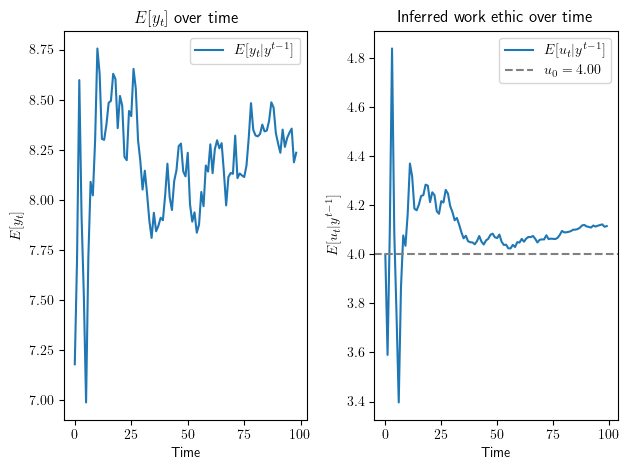 E[y_t] over time
E[y_t|y^{t−1}]
8.75
8.50
8.25
8.00
7.75
7.50
7.25
7.00
E[y_t]
0
25
50
75
100
Time
Inferred work ethic over time
E[u_t|y^{t−1}]
u_0 = 4.00
4.8
4.6
4.4
4.2
4.0
3.8
3.6
3.4
E[u_t|y^{t−1}]
0
25
50
75
100
Time